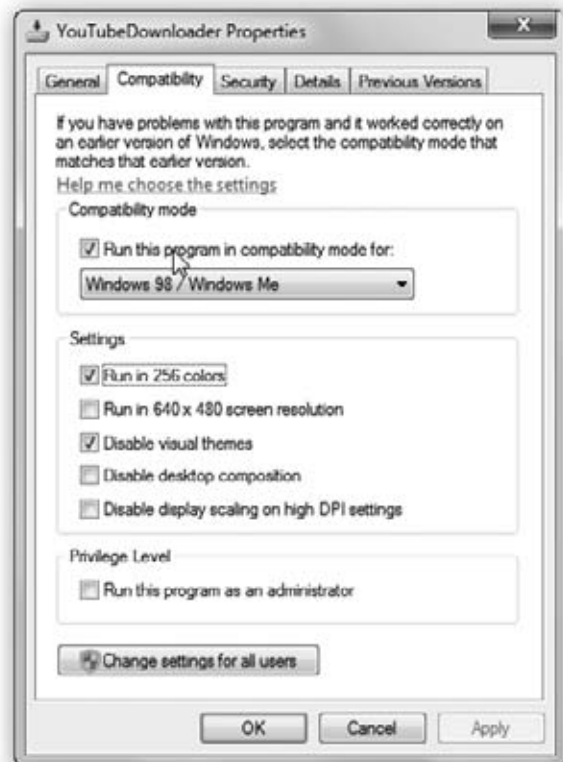 YouTubeDownloader Properties
General Compatibility Security Details Previous Versions
If you have problems with this program and it worked correctly on
an earlier version of Windows, select the compatibility mode that
matches that earlier version.
Help me choose the settings
Compatibility mode
Run this program in compatibility mode for:
Windows 98 / Windows Me
Settings
Run in 256 colors
Run in 640 x 480 screen resolution
Disable visual themes
Disable desktop composition
Disable display scaling on high DPI settings
Privilege Level
Run this program as an administrator
Change settings for all users
OK Cancel Apply